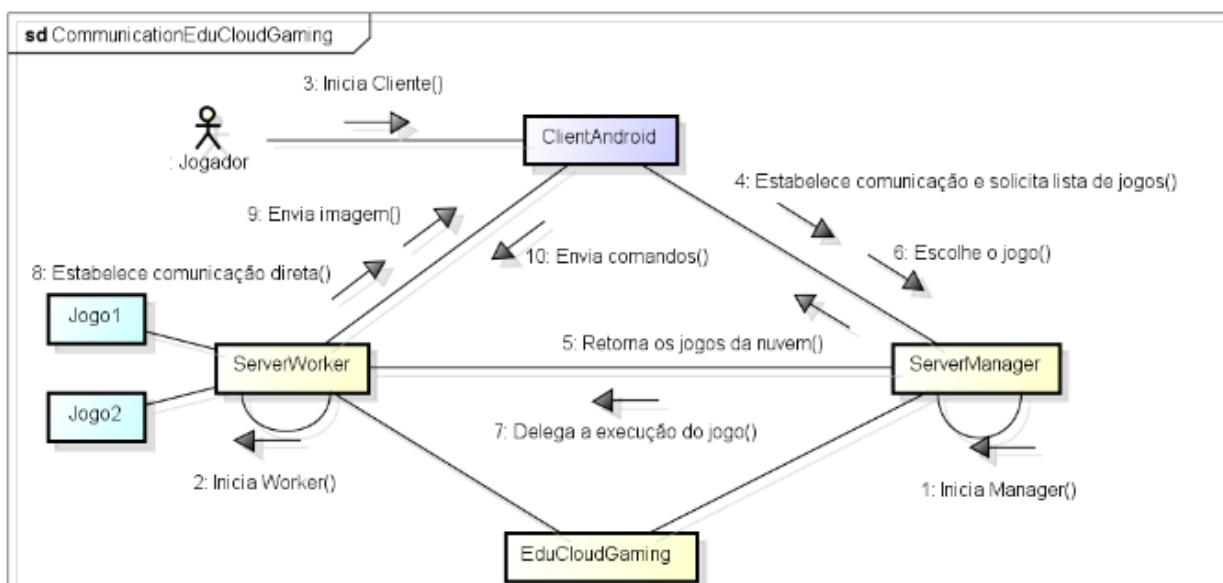 sd CommunicationEduCloudGaming
3: Inicia Cliente()
ClientAndroid
: Jogador
4: Estabelece comunicação e solicita lista de jogos()
9: Envia imagem()
10: Envia comandos()
6: Escolhe o jogo()
8: Estabelece comunicação direta()
Jogo1
5: Retorna os jogos da nuvem()
ServerWorker
ServerManager
Jogo2
7: Delega a execução do jogo()
2: Inicia Worker()
1: Inicia Manager()
EduCloudGaming